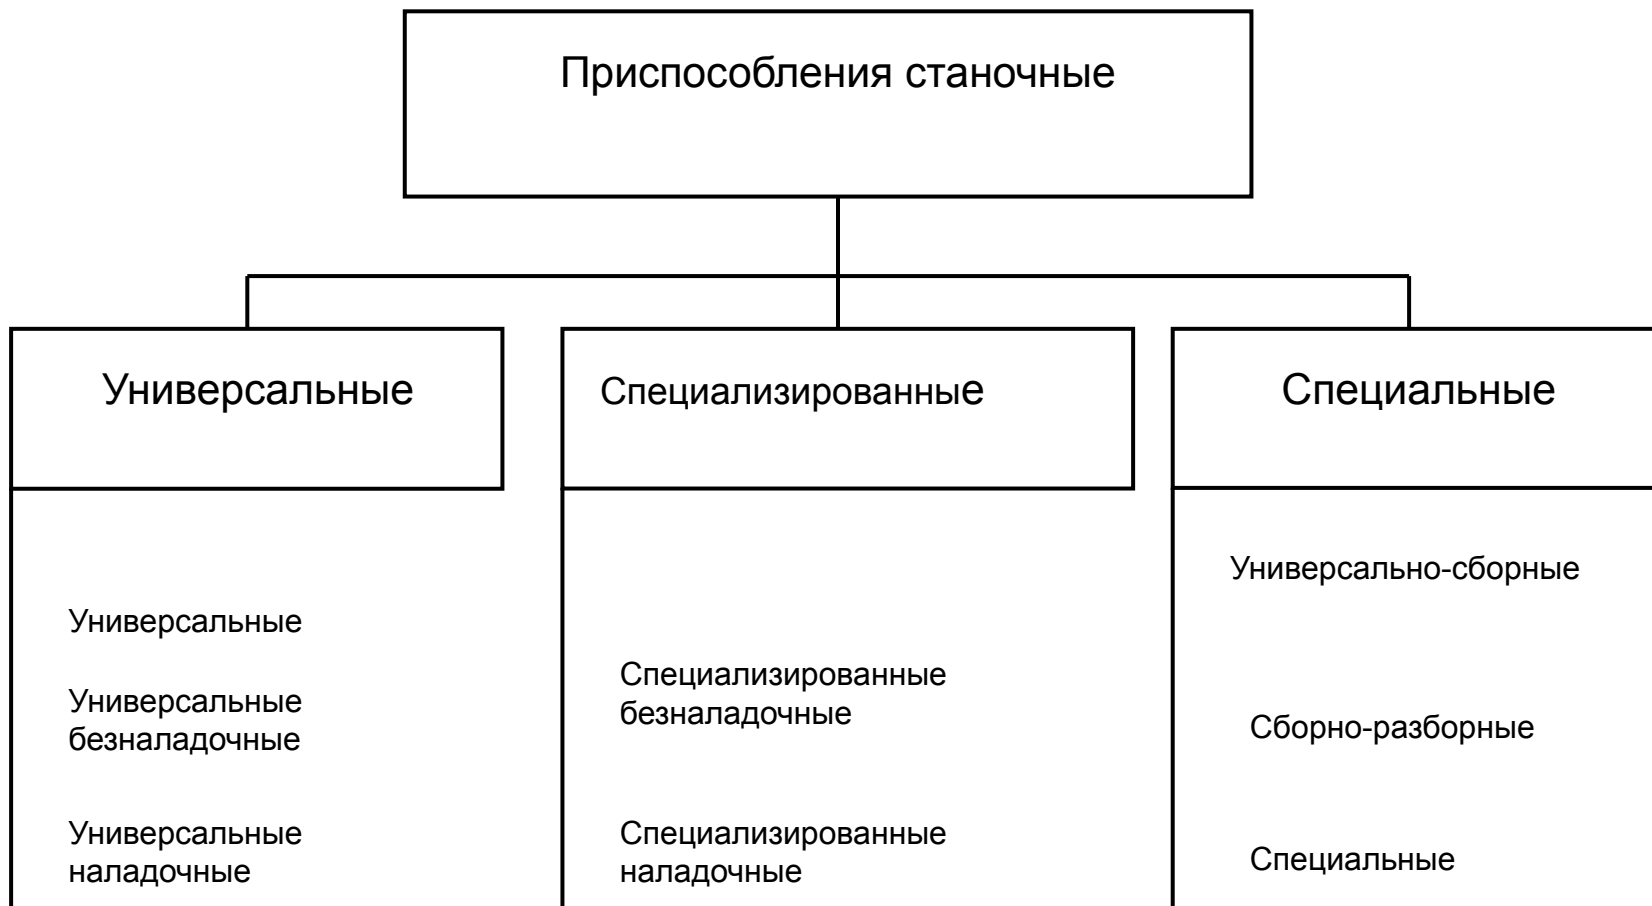 Приспособления станочные
Универсальные
Специализированные
Специальные
Универсальные
Универсальные
безналадочные
Универсальные
наладочные
Специализированные
безналадочные
Специализированные
наладочные
Универсально-сборные
Сборно-разборные
Специальные